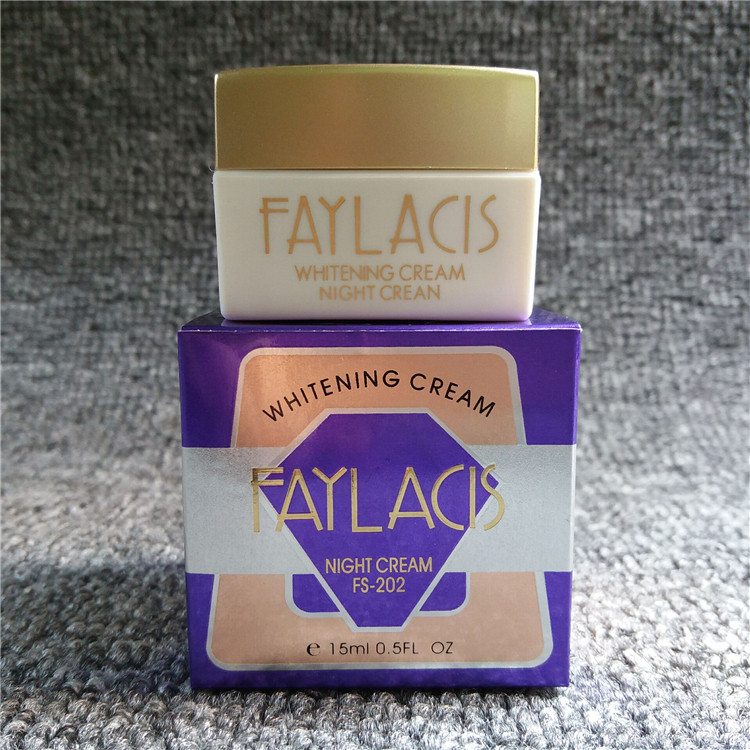 FAYLACIS
WHITENING CREAM
NIGHT CREAN
WHITENING CREAM
FAYLACIS
NIGHT CREAM
FS-202
e 15ml 0.5FL OZ